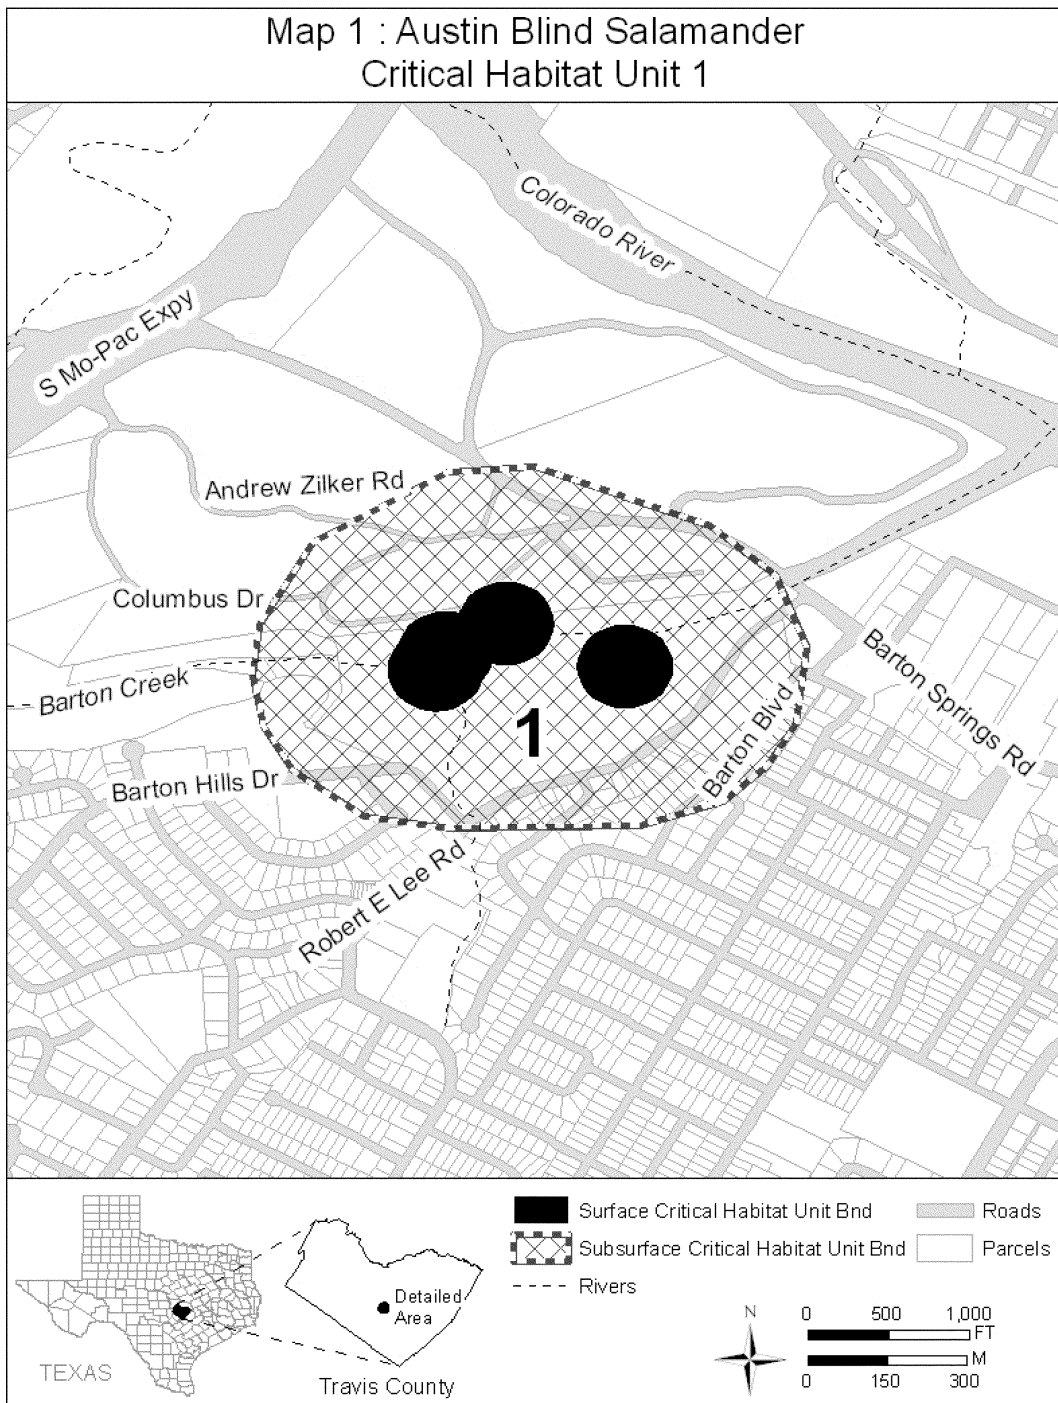 Map 1 : Austin Blind Salamander
Critical Habitat Unit 1
Colorado River
S Mo-Pac Expy
Andrew Zilker Rd
Columbus Dr
Barton Creek
Barton Springs Rd
Barton Blvd
1
Barton Hills Dr
Robert E Lee Rd
Surface Critical Habitat Unit Bnd
Roads
Subsurface Critical Habitat Unit Bnd
Parcels
Rivers
Detailed
Area
TEXAS
Travis County
N
0 500 1,000
FT
M
0 150 300